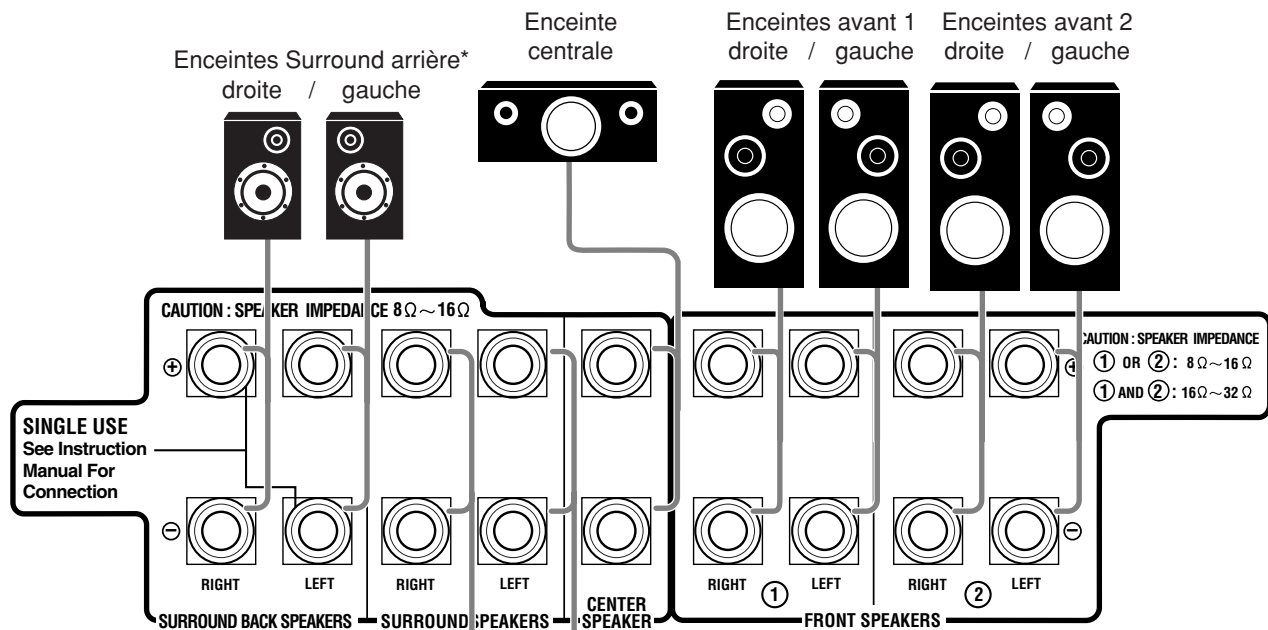 Enceintes Surround arrière*
droite / gauche
Enceinte
centrale
Enceintes avant 1
droite / gauche
Enceintes avant 2
droite / gauche
CAUTION : SPEAKER IMPEDANCE 8Ω～16Ω
CAUTION : SPEAKER IMPEDANCE
① OR ② : 8Ω～16Ω
① AND ② : 16Ω～32Ω
⊕
⊕
SINGLE USE
See Instruction
Manual For
Connection
⊖
⊖
RIGHT
LEFT
RIGHT
LEFT
RIGHT
①
LEFT
RIGHT
②
LEFT
SURROUND BACK SPEAKERS
SURROUND SPEAKERS
CENTER
SPEAKER
FRONT SPEAKERS